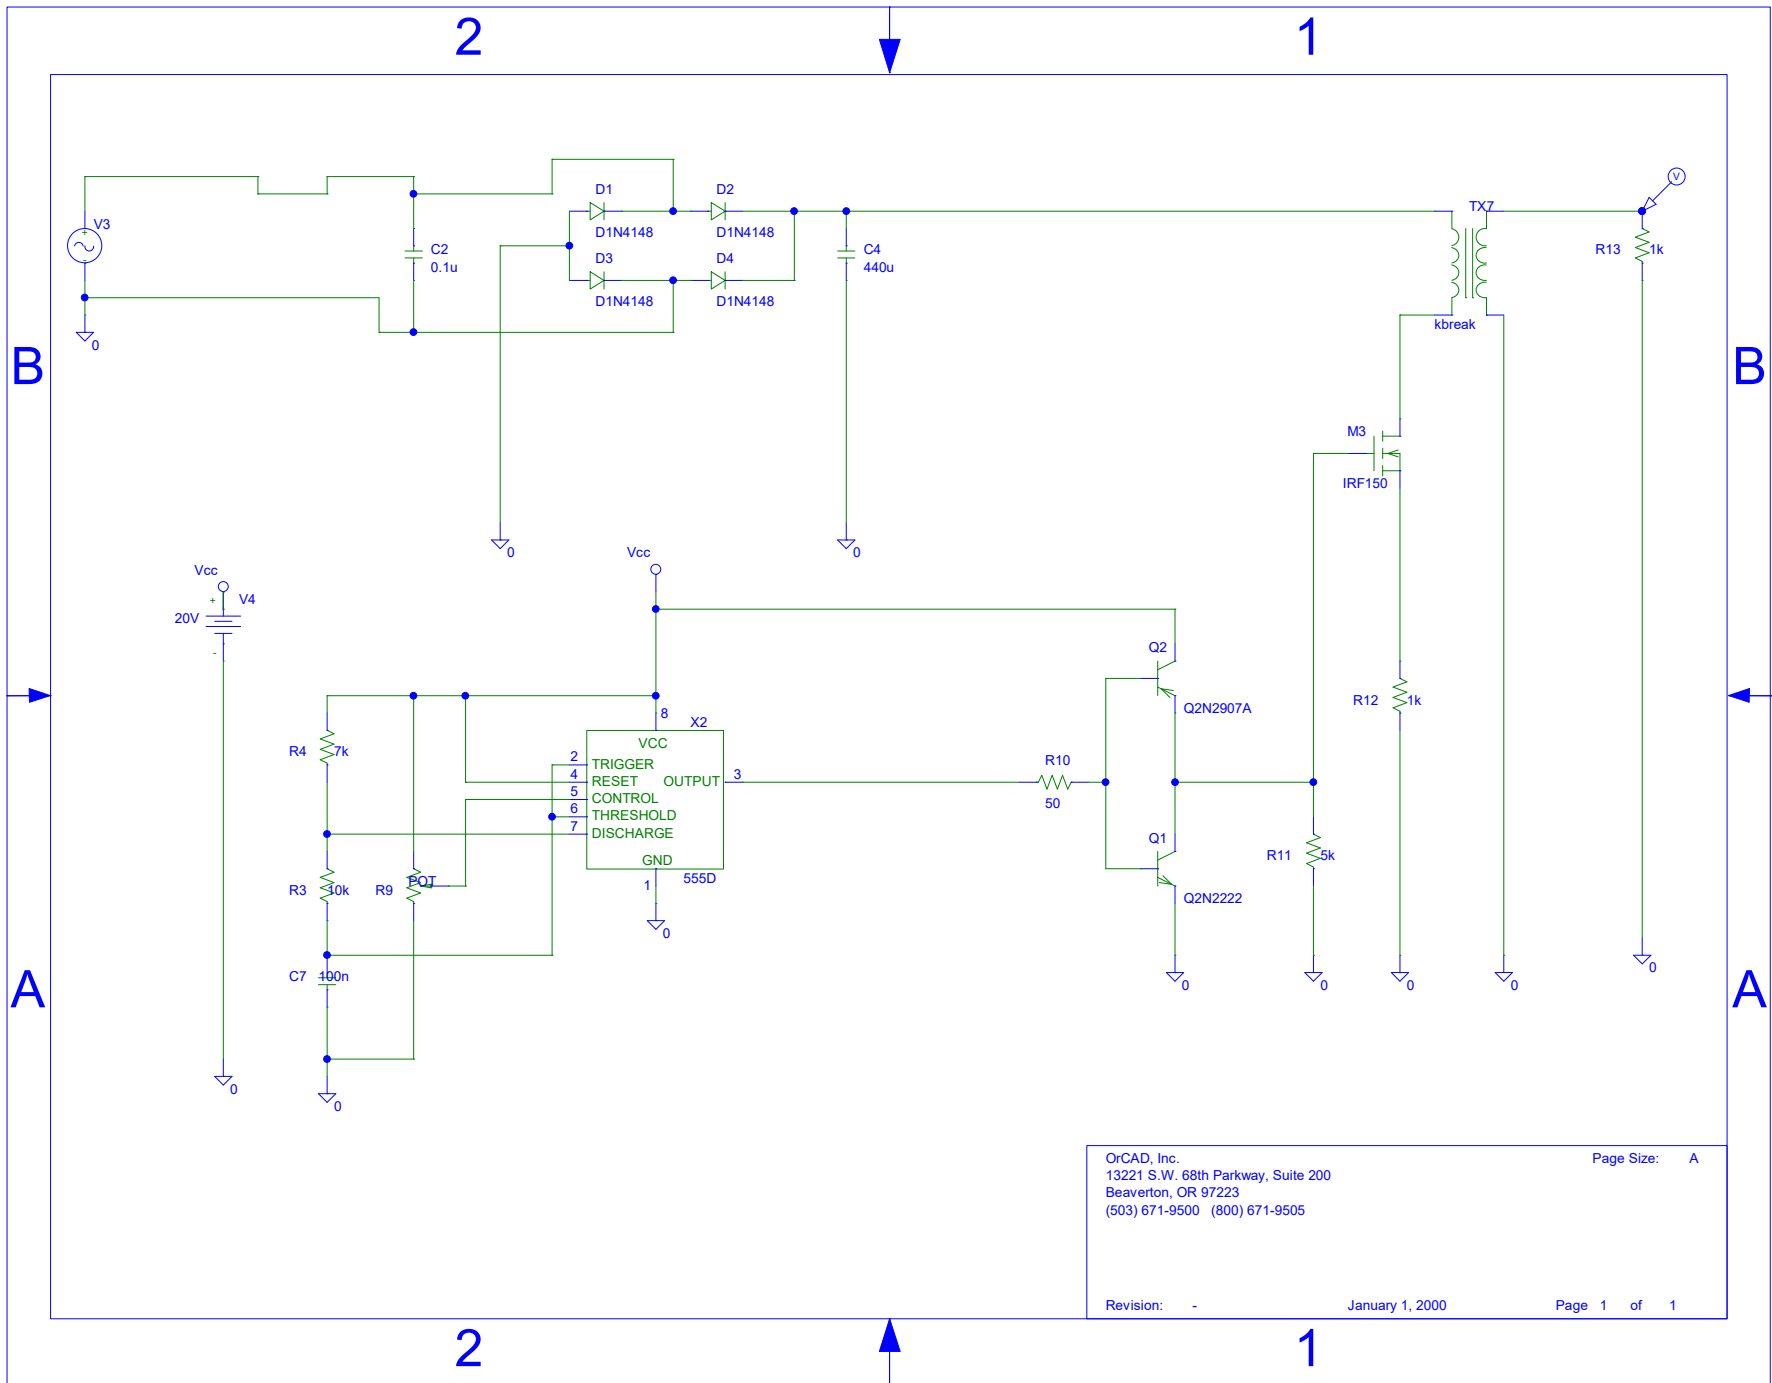 2 1
V3
+
-
0
C2
0.1u
D1
D1N4148
D2
D1N4148
D3
D1N4148
D4
D1N4148
0
C4
440u
0
TX7
kbreak
V
R13 1k
0
B B
M3
IRF150
R12 1k
0
0
Vcc
+
V4
20V
-
0
Vcc
8
X2
VCC
2 TRIGGER
4 RESET
5 CONTROL
6 THRESHOLD
7 DISCHARGE
OUTPUT 3
GND
1
555D
0
R4 7k
R3 10k
R9 POT
C7 100n
0
R10
50
Q2
Q2N2907A
Q1
Q2N2222
0
R11 5k
0
A A
OrCAD, Inc.
13221 S.W. 68th Parkway, Suite 200
Beaverton, OR 97223
(503) 671-9500 (800) 671-9505
Page Size: A
Revision: - January 1, 2000 Page 1 of 1
2 1